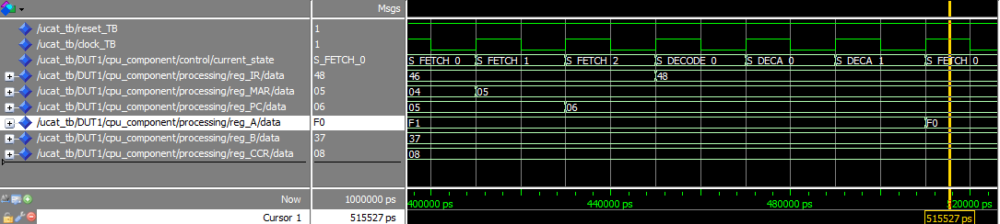 Msgs
/ucat_tb/reset_TB 1
/ucat_tb/clock_TB 1
/ucat_tb/DUT1/cpu_component/control/current_state S_FETCH_0 S_FETCH_0 S_FETCH_1 S_FETCH_2 S_DECODE_0 S_DECA_0 S_DECA_1 S_FETCH_0
/ucat_tb/DUT1/cpu_component/processing/reg_IR/data 48 46 48
/ucat_tb/DUT1/cpu_component/processing/reg_MAR/data 05 04 05
/ucat_tb/DUT1/cpu_component/processing/reg_PC/data 06 05 06
/ucat_tb/DUT1/cpu_component/processing/reg_A/data F0 F1 F0
/ucat_tb/DUT1/cpu_component/processing/reg_B/data 37 37
/ucat_tb/DUT1/cpu_component/processing/reg_CCR/data 08 08
Now 1000000 ps 400000 ps 440000 ps 480000 ps 520000 ps
Cursor 1 515527 ps 515527 ps